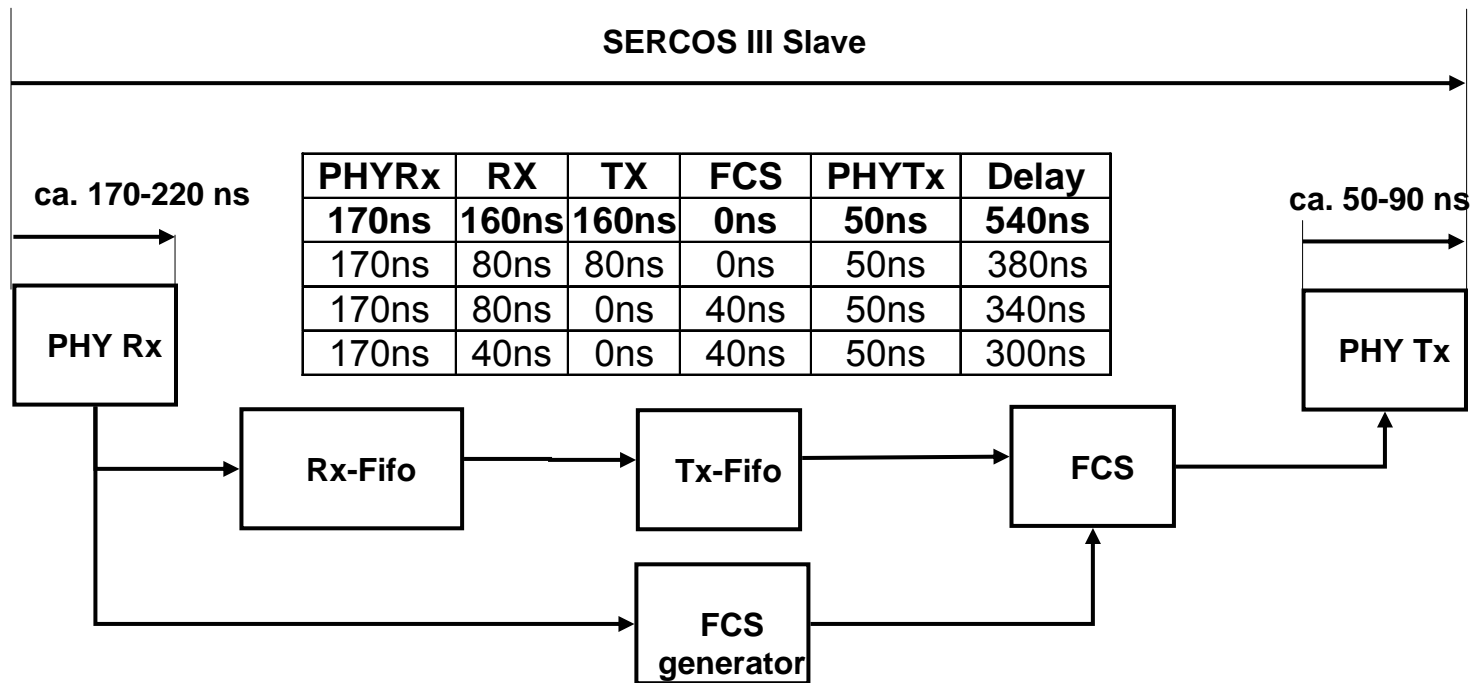 SERCOS III Slave
ca. 170-220 ns
PHYRx RX TX FCS PHYTx Delay
170ns 160ns 160ns 0ns 50ns 540ns
170ns 80ns 80ns 0ns 50ns 380ns
170ns 80ns 0ns 40ns 50ns 340ns
170ns 40ns 0ns 40ns 50ns 300ns
ca. 50-90 ns
PHY Rx
PHY Tx
Rx-Fifo
Tx-Fifo
FCS
FCS
generator